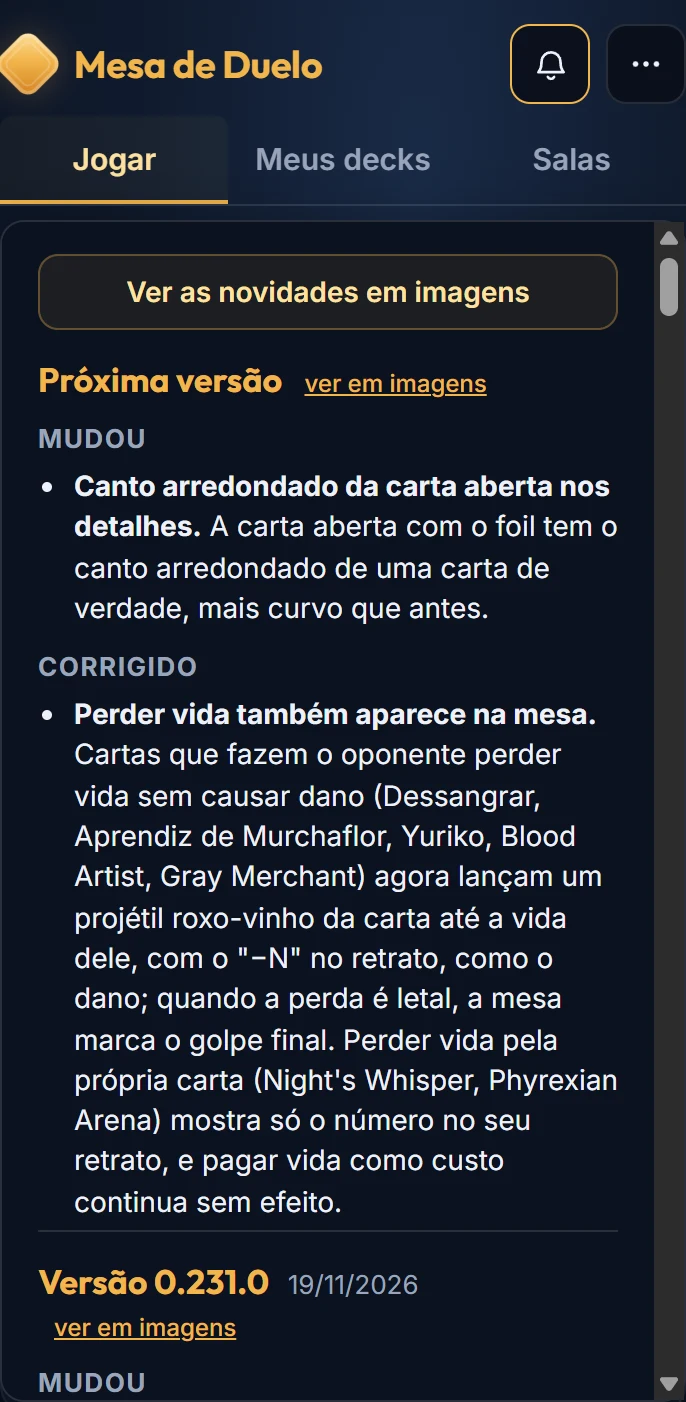 Mesa de Duelo
Jogar
Meus decks
Salas
Ver as novidades em imagens
Próxima versão ver em imagens
MUDOU
• Canto arredondado da carta aberta nos
detalhes. A carta aberta com o foil tem o
canto arredondado de uma carta de
verdade, mais curvo que antes.
CORRIGIDO
• Perder vida também aparece na mesa.
Cartas que fazem o oponente perder
vida sem causar dano (Dessangrar,
Aprendiz de Murchaflor, Yuriko, Blood
Artist, Gray Merchant) agora lançam um
projétil roxo-vinho da carta até a vida
dele, com o "−N" no retrato, como o
dano; quando a perda é letal, a mesa
marca o golpe final. Perder vida pela
própria carta (Night's Whisper, Phyrexian
Arena) mostra só o número no seu
retrato, e pagar vida como custo
continua sem efeito.
Versão 0.231.0 19/11/2026
ver em imagens
MUDOU